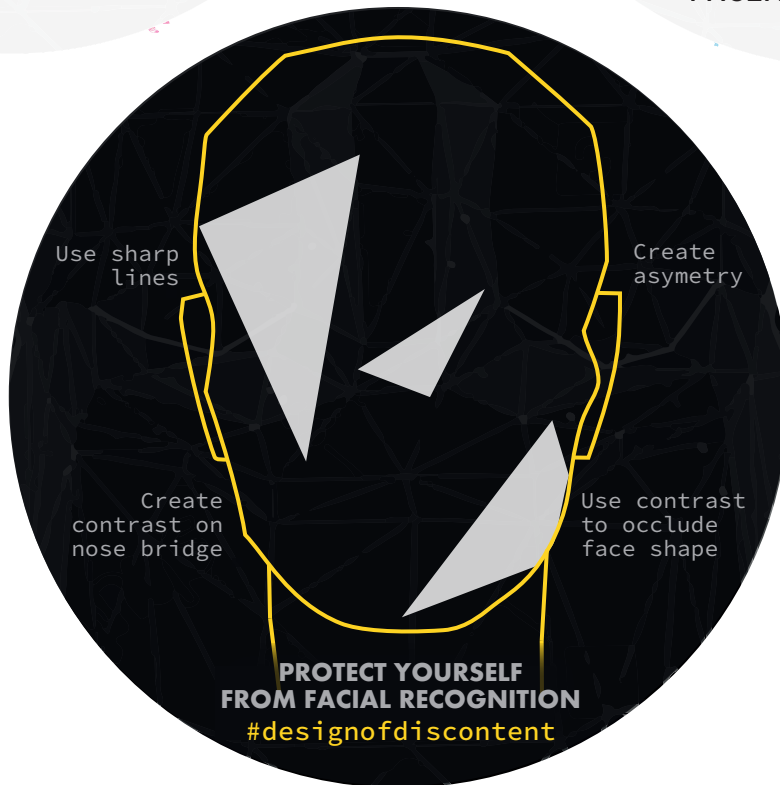 Use sharp
lines
Create
asymetry
Create
contrast on
nose bridge
Use contrast
to occlude
face shape
PROTECT YOURSELF
FROM FACIAL RECOGNITION
#designofdiscontent